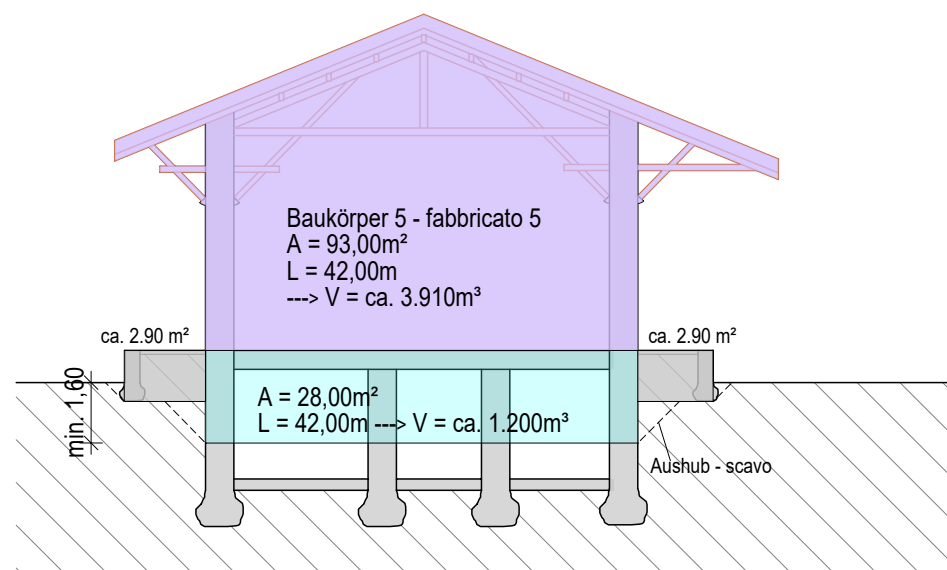 Baukörper 5 - fabbricato 5
A = 93,00m²
L = 42,00m
---> V = ca. 3.910m³
ca. 2.90 m²
ca. 2.90 m²
min. 1,60
A = 28,00m²
L = 42,00m ---> V = ca. 1.200m³
Aushub - scavo